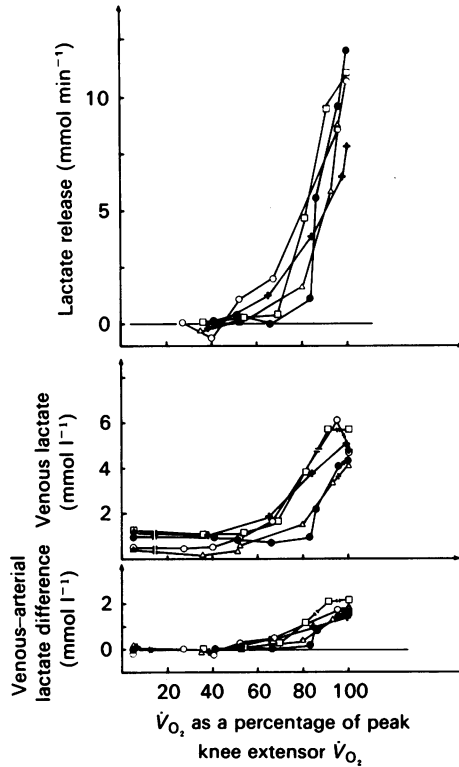 Lactate release (mmol min⁻¹)
10
5
0
Venous lactate
(mmol l⁻¹)
6
4
2
Venous–arterial
lactate difference
(mmol l⁻¹)
2
0
20 40 60 80 100
V̇O₂ as a percentage of peak
knee extensor V̇O₂